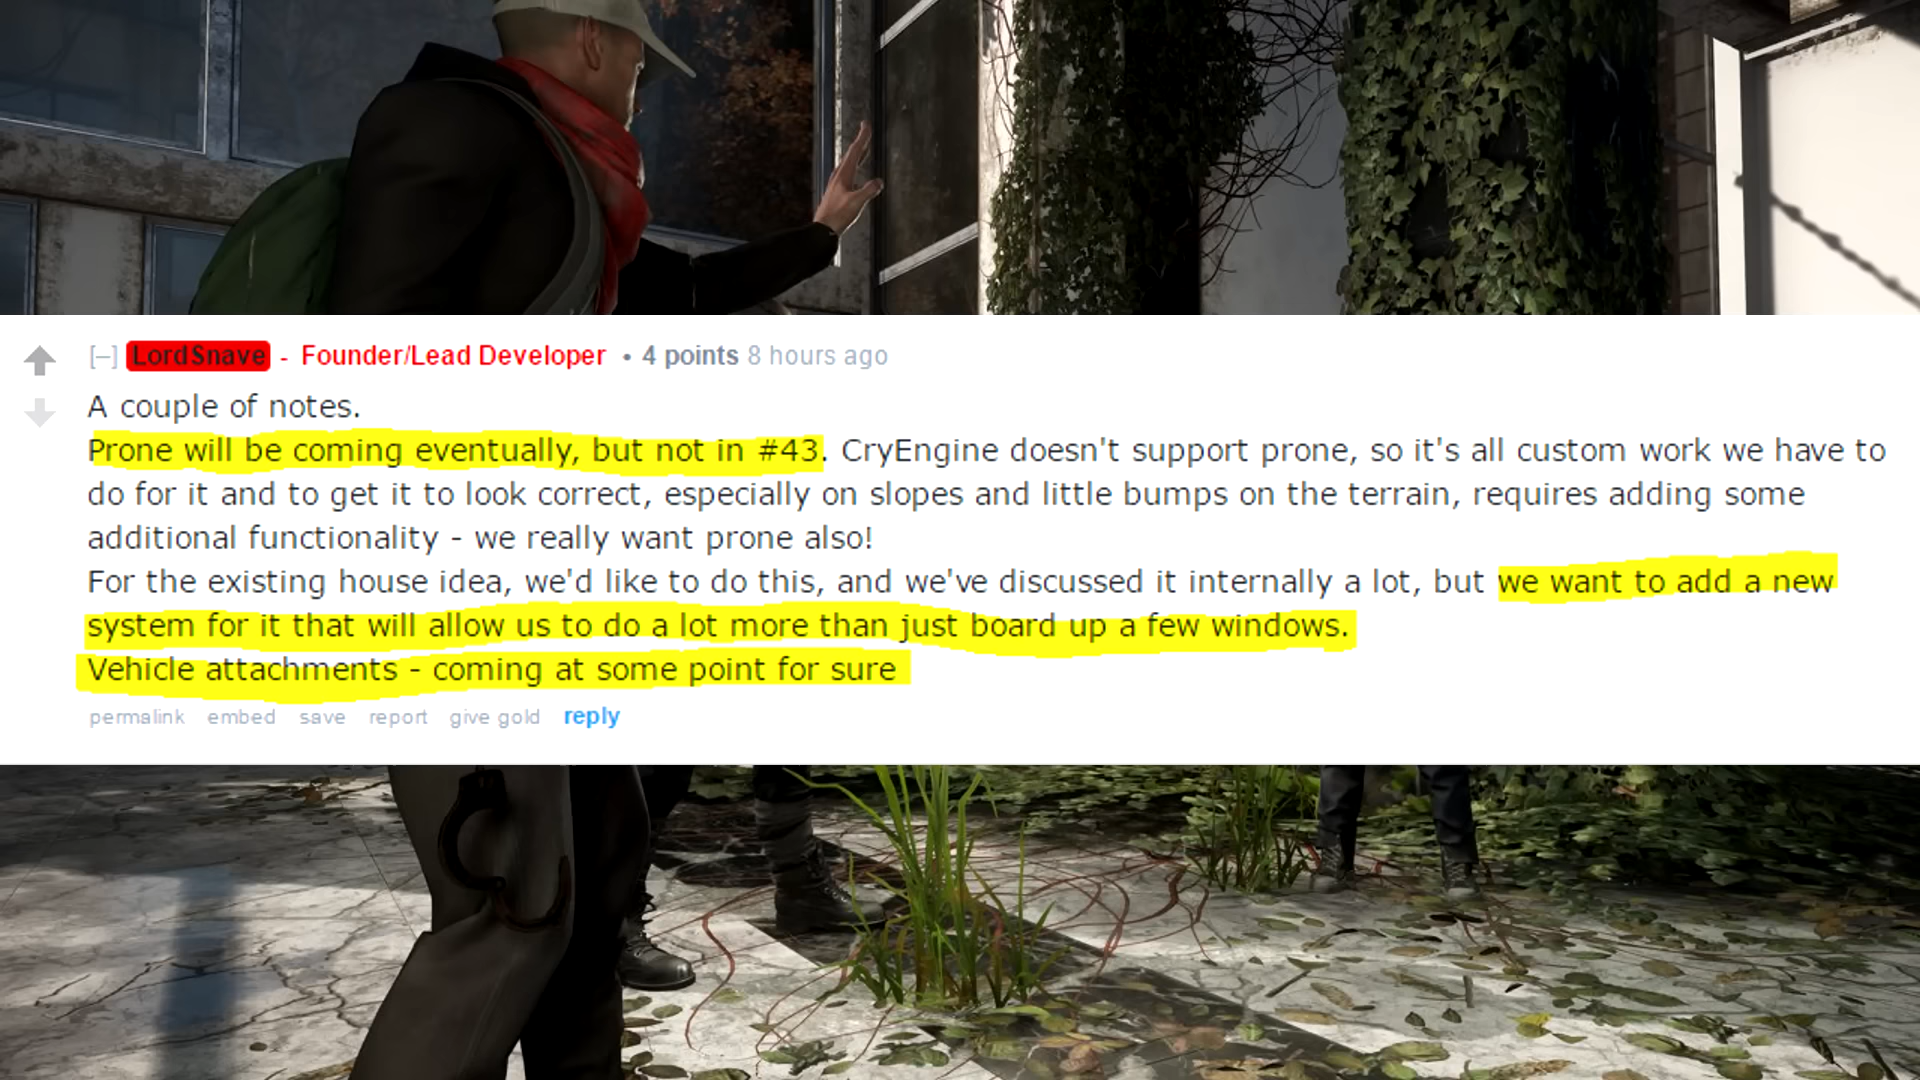 [–] LordSnave - Founder/Lead Developer • 4 points 8 hours ago
A couple of notes.
Prone will be coming eventually, but not in #43. CryEngine doesn't support prone, so it's all custom work we have to
do for it and to get it to look correct, especially on slopes and little bumps on the terrain, requires adding some
additional functionality - we really want prone also!
For the existing house idea, we'd like to do this, and we've discussed it internally a lot, but we want to add a new
system for it that will allow us to do a lot more than just board up a few windows.
Vehicle attachments - coming at some point for sure
permalink embed save report give gold reply